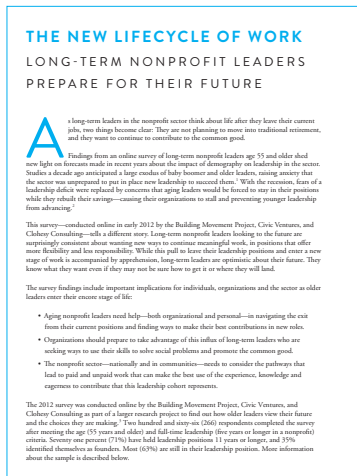 THE NEW LIFECYCLE OF WORK
LONG-TERM NONPROFIT LEADERS
PREPARE FOR THEIR FUTURE
As long-term leaders in the nonprofit sector think about life after they leave their current
jobs, two things become clear: They are not planning to move into traditional retirement,
and they want to continue to contribute to the common good.
Findings from an online survey of long-term nonprofit leaders age 55 and older shed
new light on forecasts made in recent years about the impact of demography on leadership in the sector.
Studies a decade ago anticipated a large exodus of baby boomer and older leaders, raising anxiety
that the sector was unprepared to put in place new leadership to succeed them.1 With the recession, fears of a
leadership deficit were replaced by concerns that aging leaders would be forced to stay in their positions
while they rebuilt their savings—causing their organizations to stall and preventing younger leadership
from advancing.2
This survey—conducted online in early 2012 by the Building Movement Project, Civic Ventures, and
Clohesy Consulting—tells a different story. Long-term nonprofit leaders looking to the future are
surprisingly consistent about wanting new ways to continue meaningful work, in positions that offer
more flexibility and less responsibility. While this pull to leave their leadership positions and enter a new
stage of work is accompanied by apprehension, long-term leaders are optimistic about their future. They
know what they want even if they may not be sure how to get it or where they will land.
The survey findings include important implications for individuals, organizations and the sector as older
leaders enter their encore stage of life:
• Aging nonprofit leaders need help—both organizational and personal—in navigating the exit
from their current positions and finding ways to make their best contributions in new roles.
• Organizations should prepare to take advantage of this influx of long-term leaders who are
seeking ways to use their skills to solve social problems and promote the common good.
• The nonprofit sector—nationally and in communities—needs to consider the pathways that
lead to paid and unpaid work that can make the best use of the experience, knowledge and
eagerness to contribute that this leadership cohort represents.
The 2012 survey was conducted online by the Building Movement Project, Civic Ventures, and
Clohesy Consulting as part of a larger research project to find out how older leaders view their future
and the choices they are making.3 Two hundred and sixty-six (266) respondents completed the survey
after meeting the age (55 years and older) and full-time leadership (five years or longer in a nonprofit)
criteria. Seventy one percent (71%) have held leadership positions 11 years or longer, and 35%
identified themselves as founders. Most (63%) are still in their leadership position. More information
about the sample is described below.